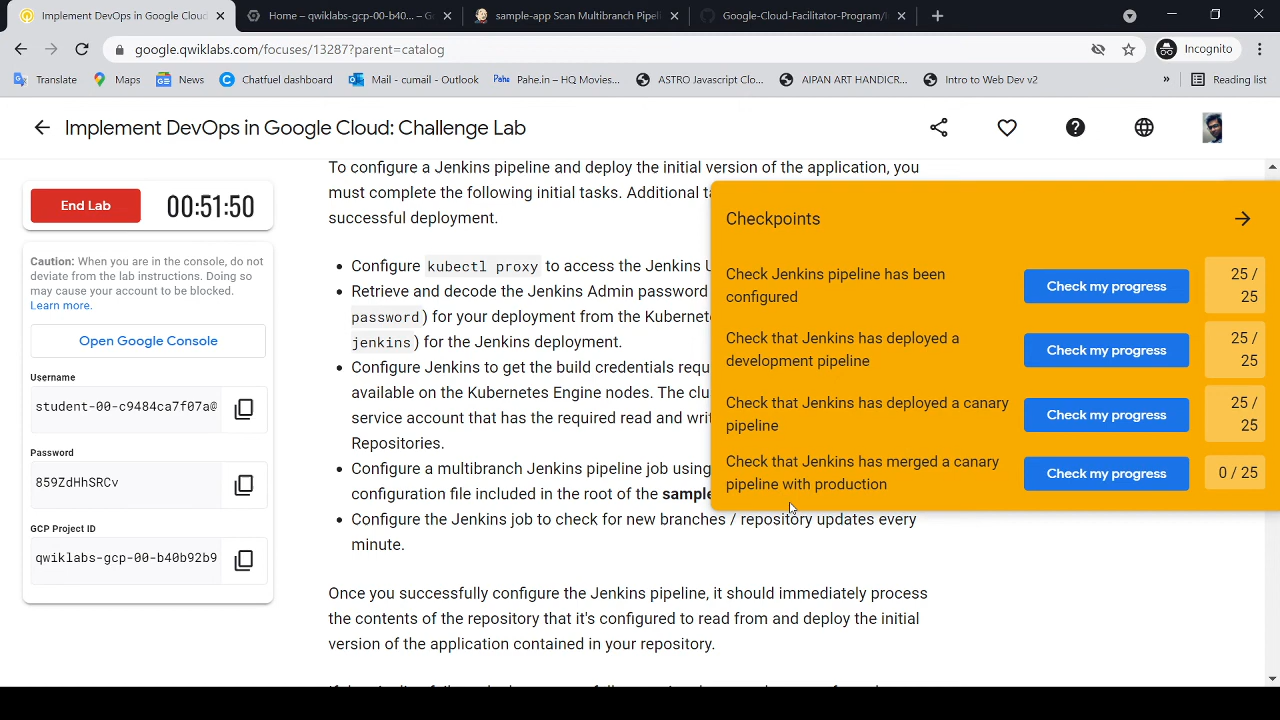 Implement DevOps in Google Cloud
Home – qwiklabs-gcp-00-b40... – G
sample-app Scan Multibranch Pipel
Google-Cloud-Facilitator-Program/I
google.qwiklabs.com/focuses/13287?parent=catalog
Incognito
Translate
Maps
News
Chatfuel dashboard
Mail - cumail - Outlook
Pahe.in – HQ Movies...
ASTRO Javascript Clo...
AIPAN ART HANDICR...
Intro to Web Dev v2
»
Reading list
Implement DevOps in Google Cloud: Challenge Lab
End Lab
00:51:50
Caution: When you are in the console, do not
deviate from the lab instructions. Doing so
may cause your account to be blocked.
Learn more.
Open Google Console
Username
student-00-c9484ca7f07a@
Password
859ZdHhSRCv
GCP Project ID
qwiklabs-gcp-00-b40b92b9
To configure a Jenkins pipeline and deploy the initial version of the application, you
must complete the following initial tasks. Additional ta
successful deployment.
• Configure kubectl proxy to access the Jenkins U
• Retrieve and decode the Jenkins Admin password
password ) for your deployment from the Kubernet
jenkins ) for the Jenkins deployment.
• Configure Jenkins to get the build credentials requ
available on the Kubernetes Engine nodes. The clu
service account that has the required read and writ
Repositories.
• Configure a multibranch Jenkins pipeline job using
configuration file included in the root of the sample
• Configure the Jenkins job to check for new branches / repository updates every
minute.
Once you successfully configure the Jenkins pipeline, it should immediately process
the contents of the repository that it's configured to read from and deploy the initial
version of the application contained in your repository.
Checkpoints
Check Jenkins pipeline has been
configured
Check my progress
25 /
25
Check that Jenkins has deployed a
development pipeline
Check my progress
25 /
25
Check that Jenkins has deployed a canary
pipeline
Check my progress
25 /
25
Check that Jenkins has merged a canary
pipeline with production
Check my progress
0 / 25